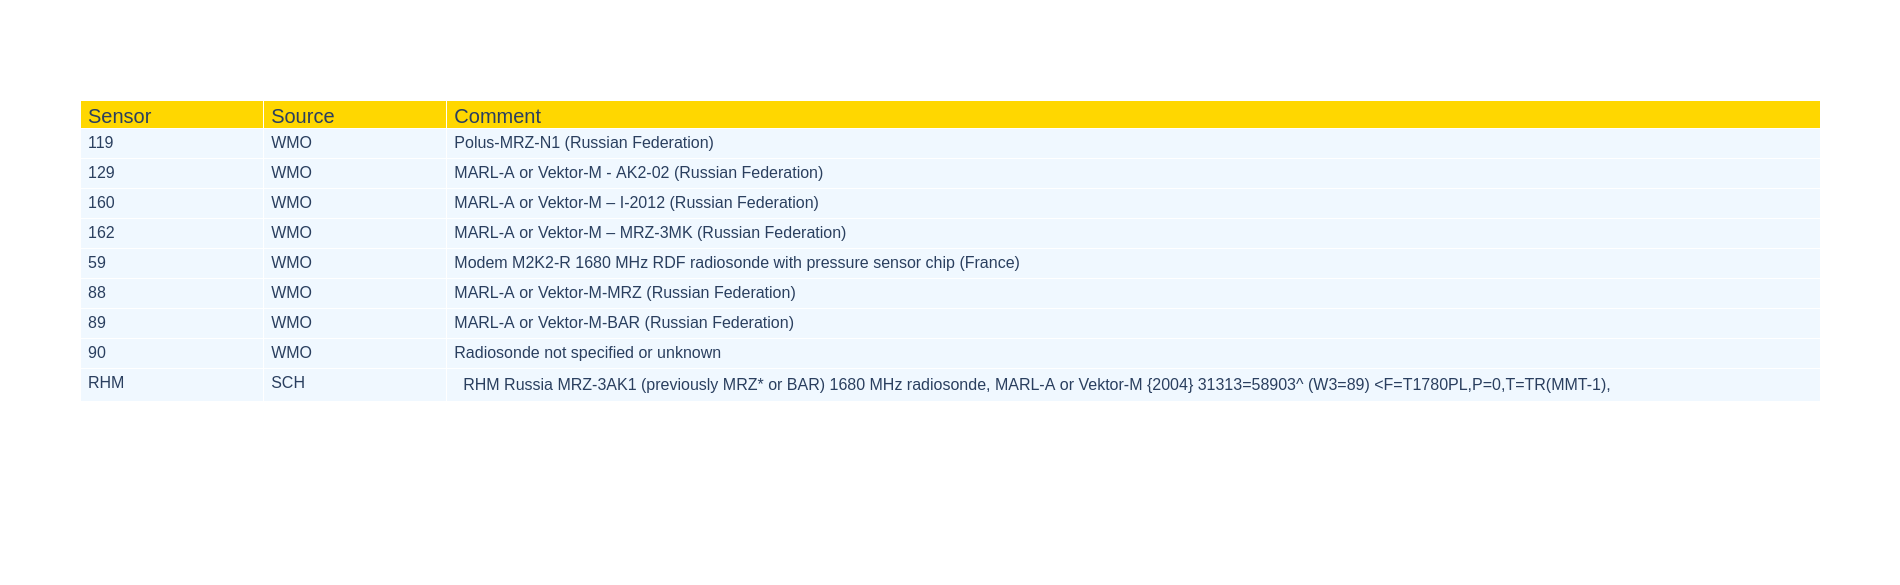 Sensor Source Comment
119 WMO Polus-MRZ-N1 (Russian Federation)
129 WMO MARL-A or Vektor-M - AK2-02 (Russian Federation)
160 WMO MARL-A or Vektor-M – I-2012 (Russian Federation)
162 WMO MARL-A or Vektor-M – MRZ-3MK (Russian Federation)
59 WMO Modem M2K2-R 1680 MHz RDF radiosonde with pressure sensor chip (France)
88 WMO MARL-A or Vektor-M-MRZ (Russian Federation)
89 WMO MARL-A or Vektor-M-BAR (Russian Federation)
90 WMO Radiosonde not specified or unknown
RHM SCH RHM Russia MRZ-3AK1 (previously MRZ* or BAR) 1680 MHz radiosonde, MARL-A or Vektor-M {2004} 31313=58903^ (W3=89) <F=T1780PL,P=0,T=TR(MMT-1),